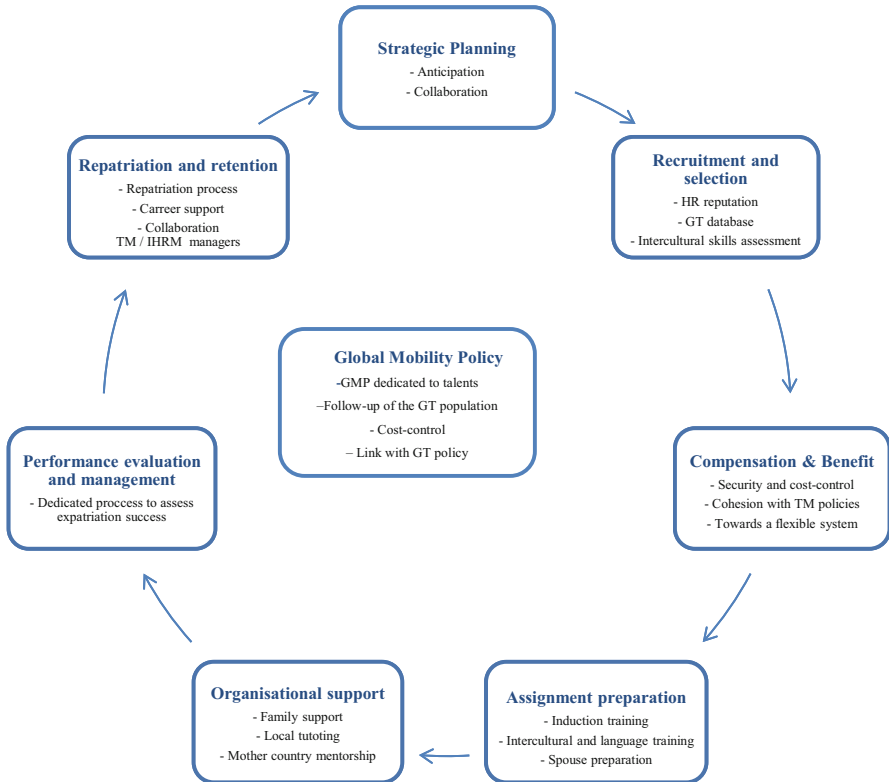 Strategic Planning
- Anticipation
- Collaboration
Recruitment and
selection
- HR reputation
- GT database
- Intercultural skills assessment
Compensation & Benefit
- Security and cost-control
- Cohesion with TM policies
- Towards a flexible system
Assignment preparation
- Induction training
- Intercultural and language training
- Spouse preparation
Organisational support
- Family support
- Local tutoting
- Mother country mentorship
Performance evaluation
and management
- Dedicated proccess to assess
expatriation success
Repatriation and retention
- Repatriation process
- Carreer support
- Collaboration
TM / IHRM managers
Global Mobility Policy
-GMP dedicated to talents
–Follow-up of the GT population
- Cost-control
– Link with GT policy